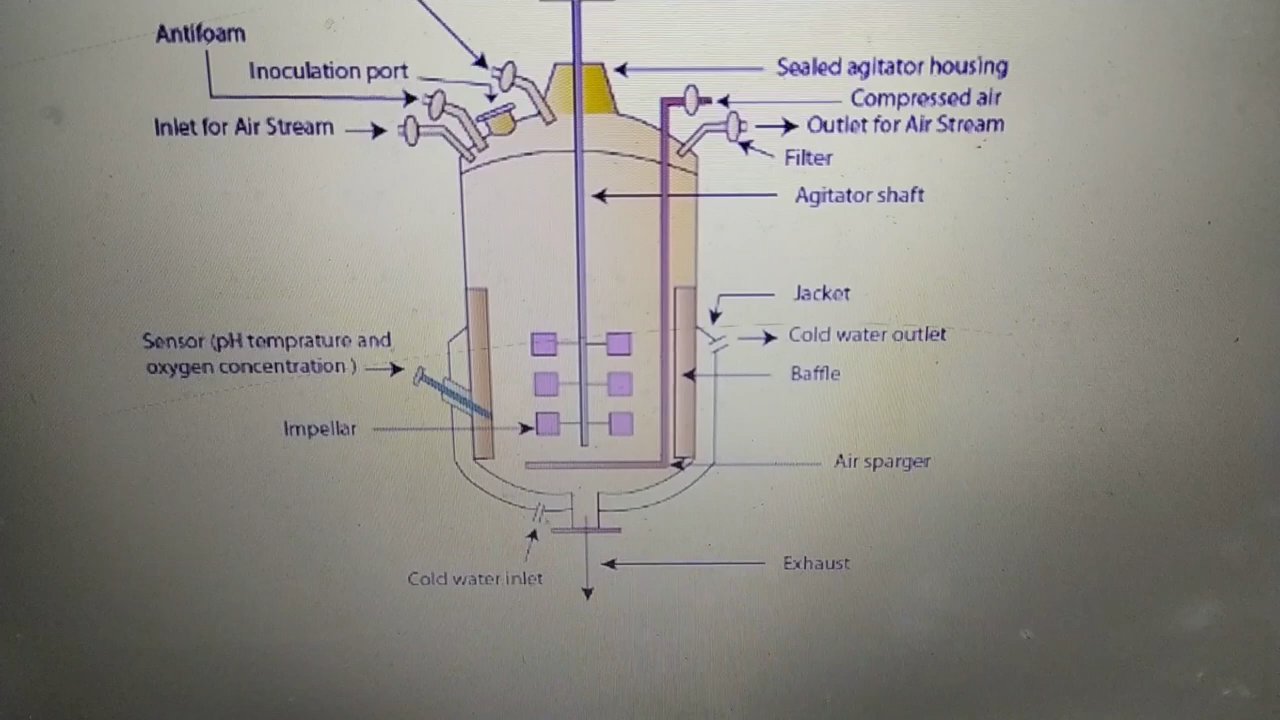 Antifoam
Inoculation port
Inlet for Air Stream
Sealed agitator housing
Compressed air
Outlet for Air Stream
Filter
Agitator shaft
Jacket
Cold water outlet
Baffle
Sensor (pH temprature and
oxygen concentration )
Impellar
Air sparger
Cold water inlet
Exhaust